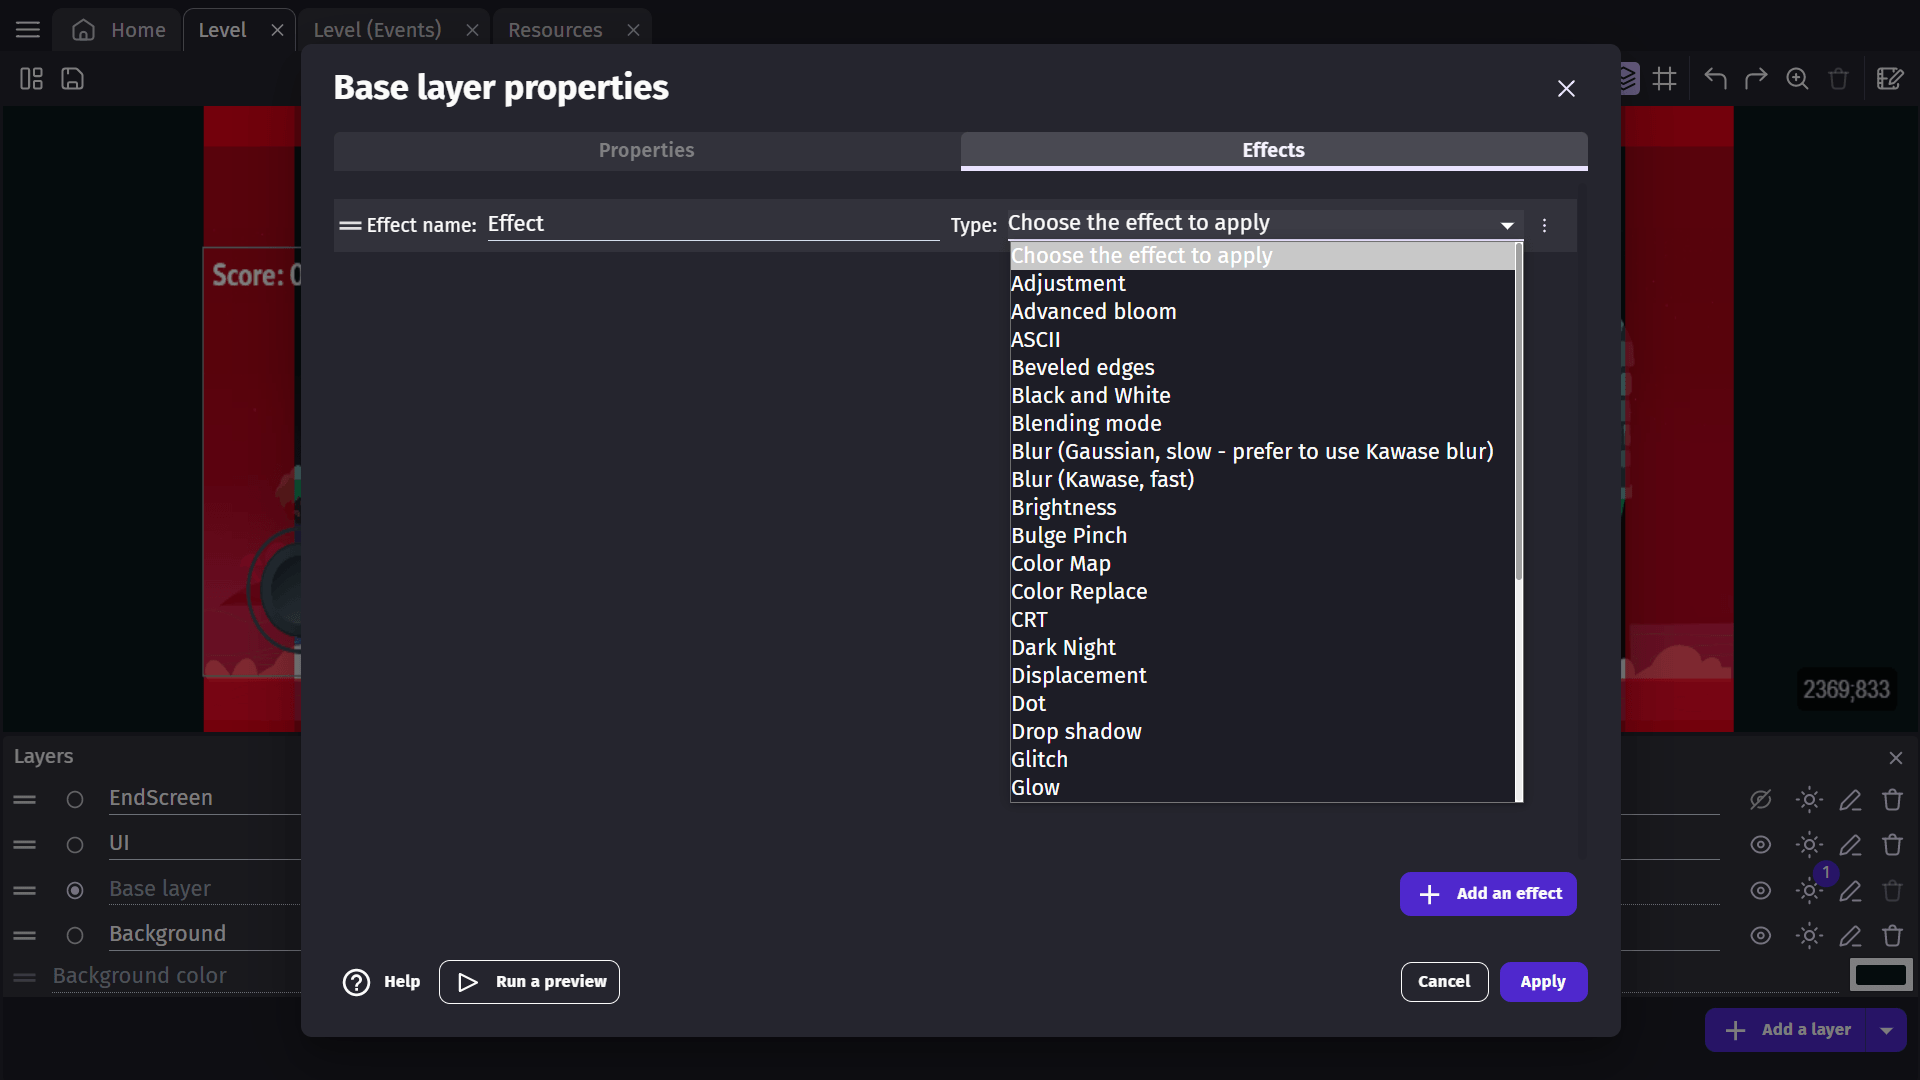 Home
Level
Level (Events)
Resources
Base layer properties
Properties
Effects
Effect name: Effect
Type: Choose the effect to apply
Choose the effect to apply
Adjustment
Advanced bloom
ASCII
Beveled edges
Black and White
Blending mode
Blur (Gaussian, slow - prefer to use Kawase blur)
Blur (Kawase, fast)
Brightness
Bulge Pinch
Color Map
Color Replace
CRT
Dark Night
Displacement
Dot
Drop shadow
Glitch
Glow
Score: 0
2369;833
Layers
EndScreen
UI
Base layer
1
Background
Background color
Add an effect
Help
Run a preview
Cancel
Apply
Add a layer